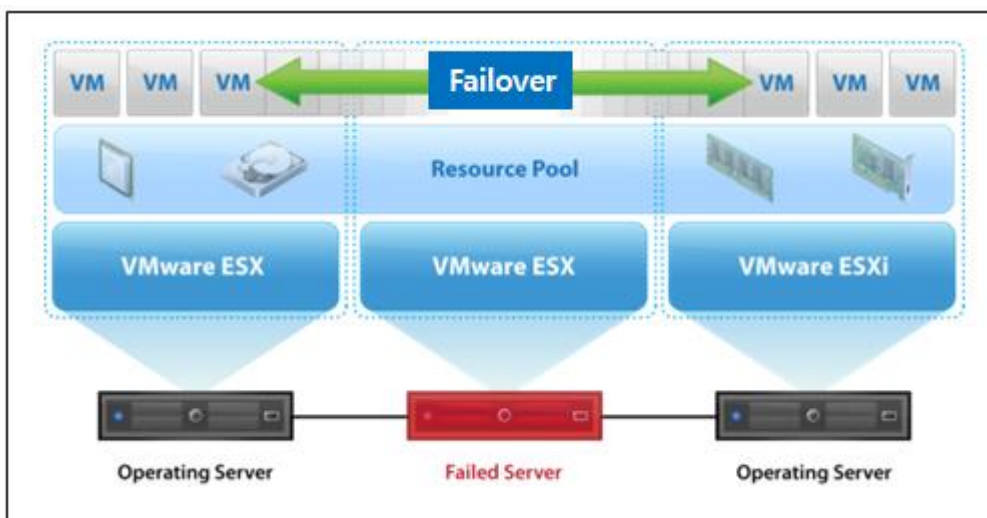 VM VM VM Failover VM VM VM
Resource Pool
VMware ESX VMware ESX VMware ESXi
Operating Server Failed Server Operating Server